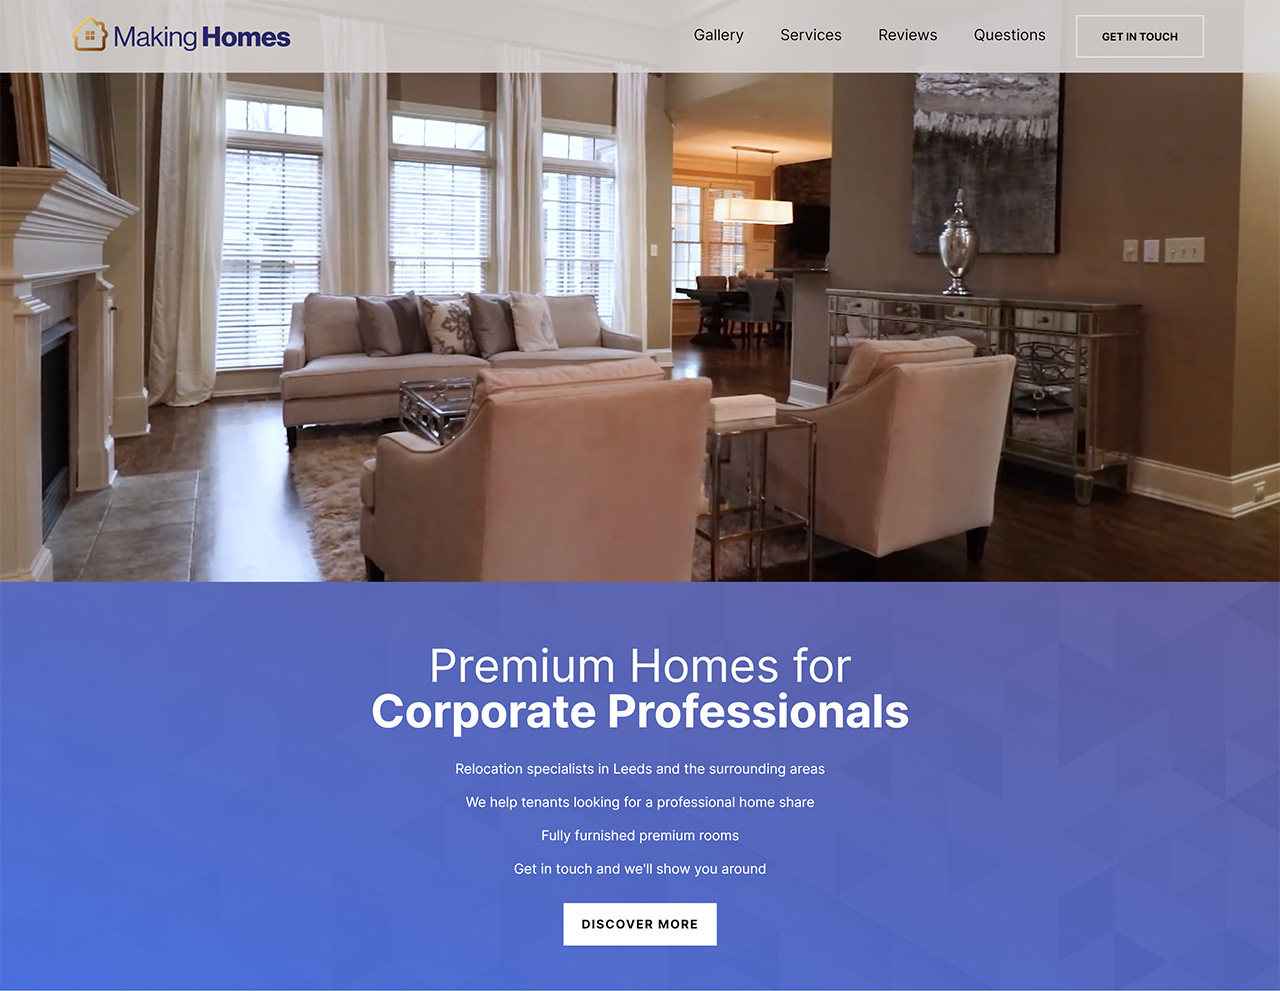 Making Homes
Gallery
Services
Reviews
Questions
GET IN TOUCH
Premium Homes for
Corporate Professionals
Relocation specialists in Leeds and the surrounding areas
We help tenants looking for a professional home share
Fully furnished premium rooms
Get in touch and we'll show you around
DISCOVER MORE